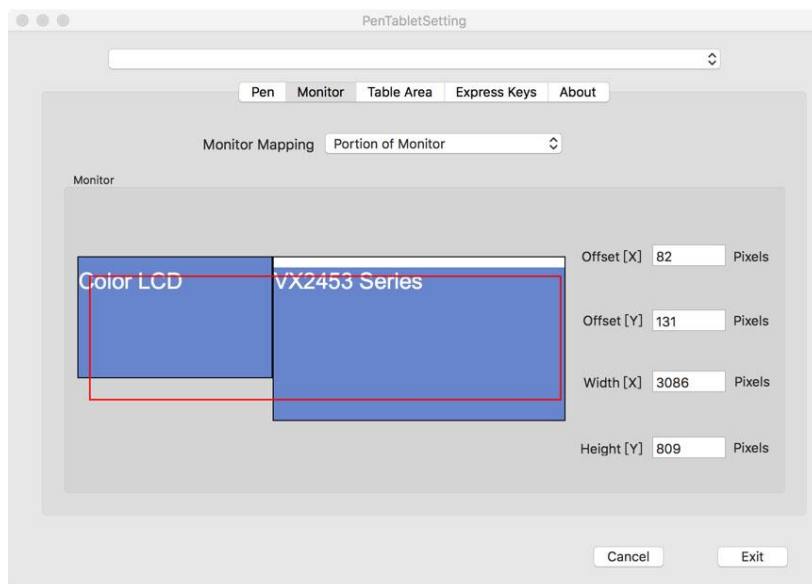 PenTabletSetting
Pen Monitor Table Area Express Keys About
Monitor Mapping Portion of Monitor
Monitor
Color LCD VX2453 Series
Offset [X] 82 Pixels
Offset [Y] 131 Pixels
Width [X] 3086 Pixels
Height [Y] 809 Pixels
Cancel Exit